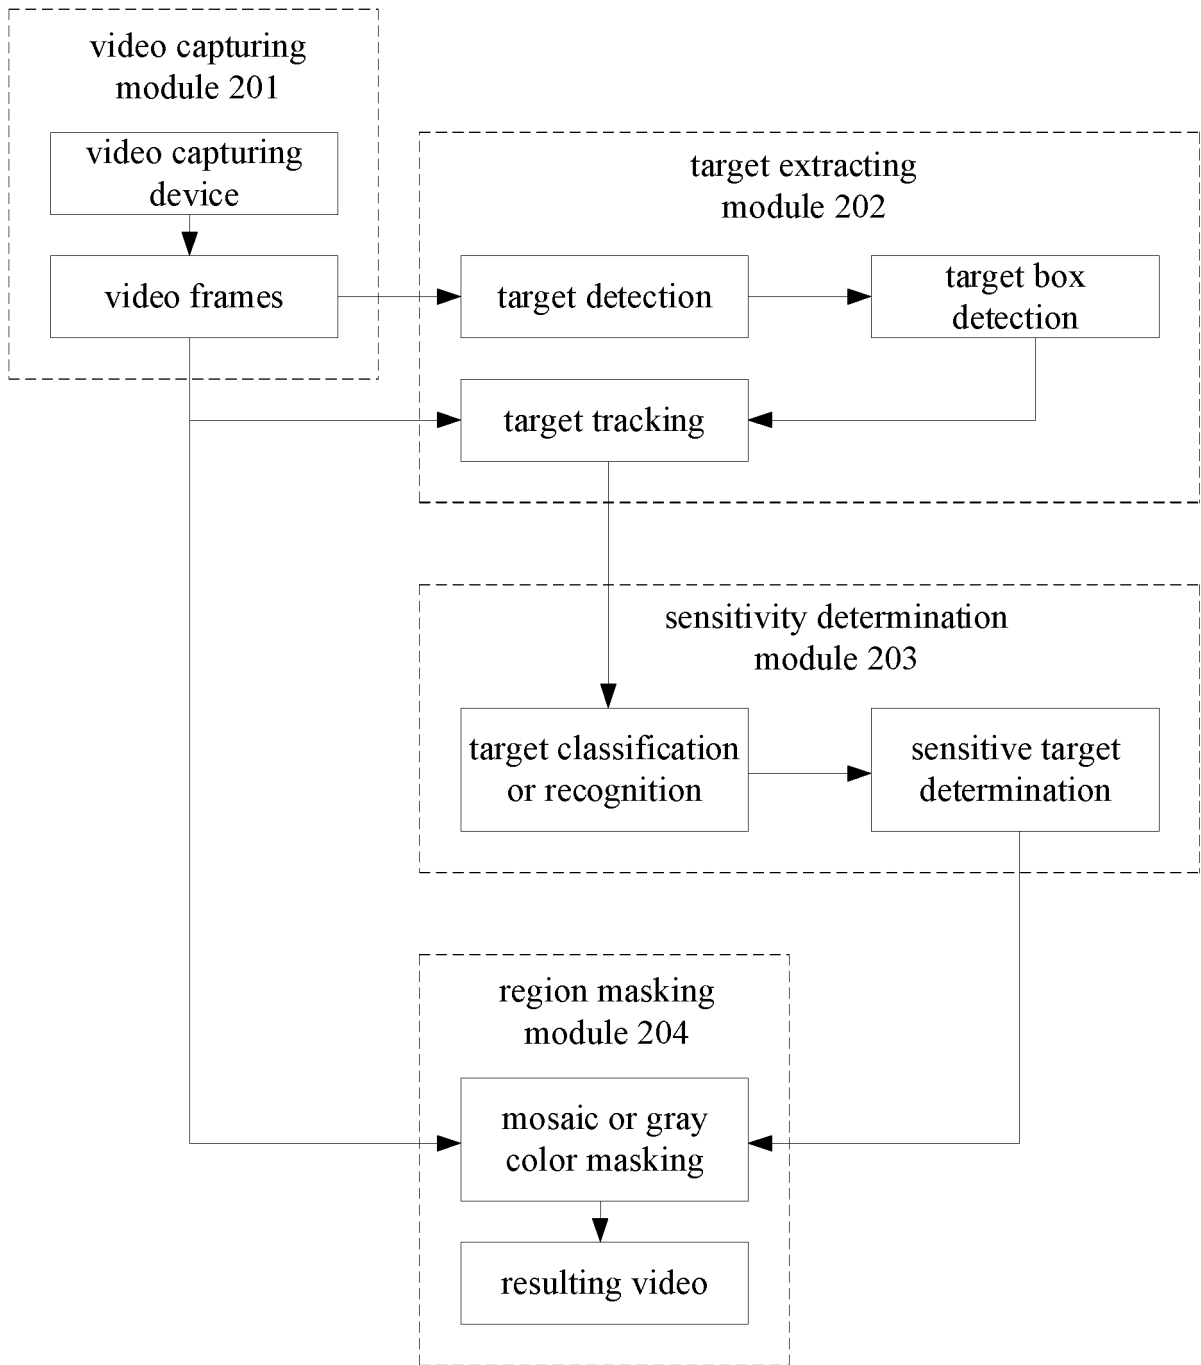 video capturing
module 201
video capturing
device
video frames
target extracting
module 202
target detection
target box
detection
target tracking
sensitivity determination
module 203
target classification
or recognition
sensitive target
determination
region masking
module 204
mosaic or gray
color masking
resulting video